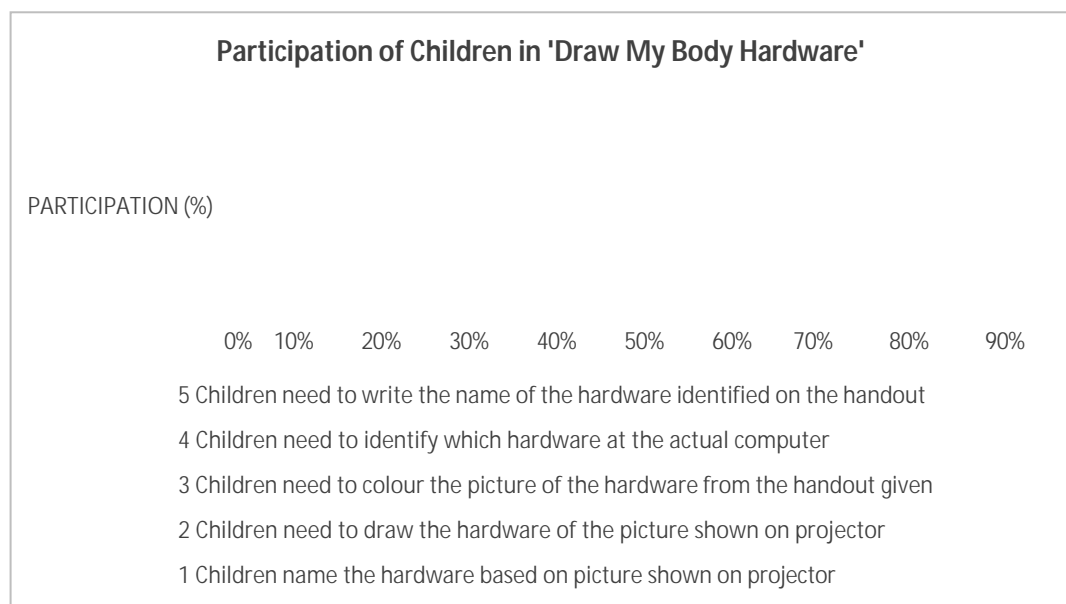 Participation of Children in 'Draw My Body Hardware'
PARTICIPATION (%)
0% 10% 20% 30% 40% 50% 60% 70% 80% 90%
5 Children need to write the name of the hardware identified on the handout
4 Children need to identify which hardware at the actual computer
3 Children need to colour the picture of the hardware from the handout given
2 Children need to draw the hardware of the picture shown on projector
1 Children name the hardware based on picture shown on projector